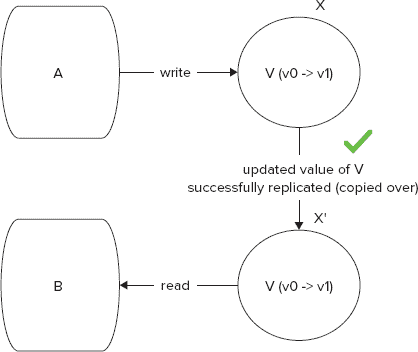 X
A
write
V (v0 -> v1)
updated value of V
successfully replicated (copied over)
X'
B
read
V (v0 -> v1)